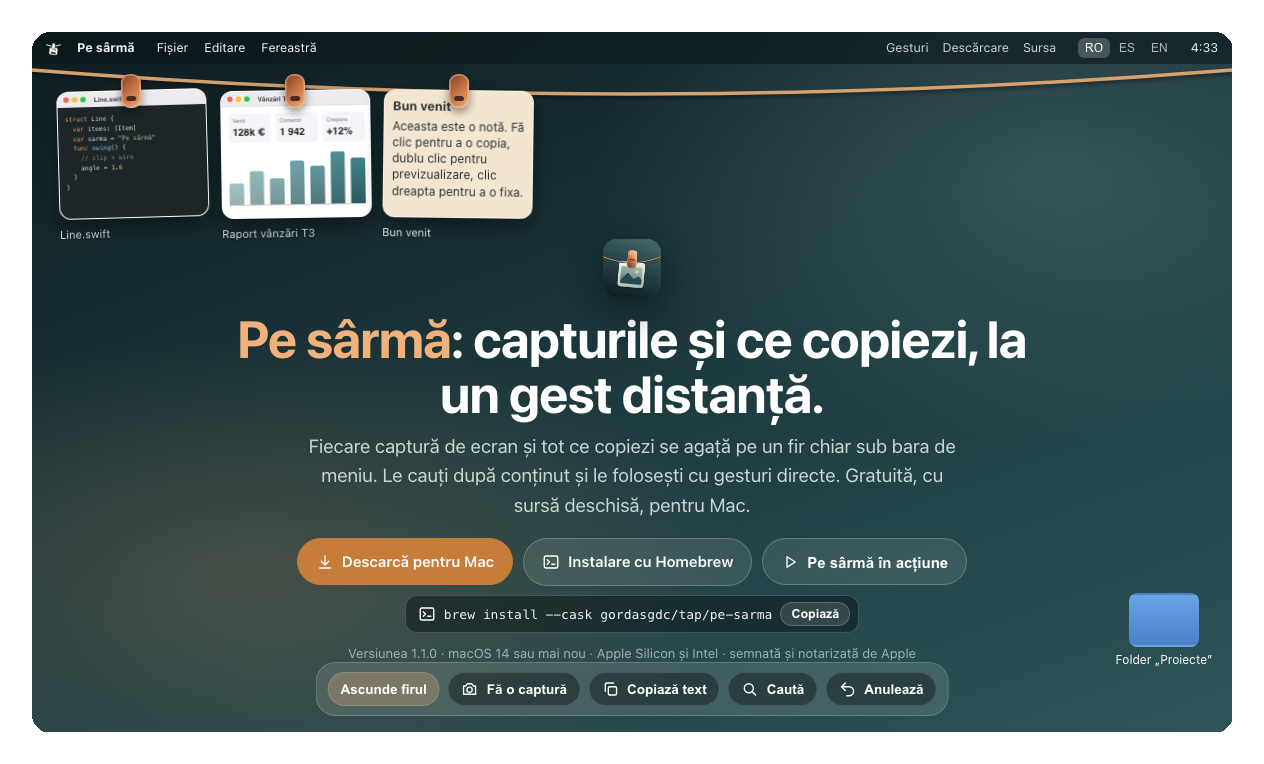 Pe sârmă Fișier Editare Fereastră Gesturi Descărcare Sursa RO ES EN 4:33
Line.swift
struct Line {
var items: [Item]
var sarma = "Pe sârmă"
func swing() {
// clip + wire
angle = 1.6
}
}
Line.swift
Vânzări
Venit Comenzi Creștere
128k € 1 942 +12%
Raport vânzări T3
Bun venit
Aceasta este o notă. Fă
clic pentru a o copia,
dublu clic pentru
previzualizare, clic
dreapta pentru a o fixa.
Bun venit
Pe sârmă: capturile și ce copiezi, la
un gest distanță.
Fiecare captură de ecran și tot ce copiezi se agață pe un fir chiar sub bara de
meniu. Le cauți după conținut și le folosești cu gesturi directe. Gratuită, cu
sursă deschisă, pentru Mac.
Descarcă pentru Mac
Instalare cu Homebrew
Pe sârmă în acțiune
brew install --cask gordasgdc/tap/pe-sarma Copiază
Versiunea 1.1.0 · macOS 14 sau mai nou · Apple Silicon și Intel · semnată și notarizată de Apple
Folder „Proiecte”
Ascunde firul Fă o captură Copiază text Caută Anulează